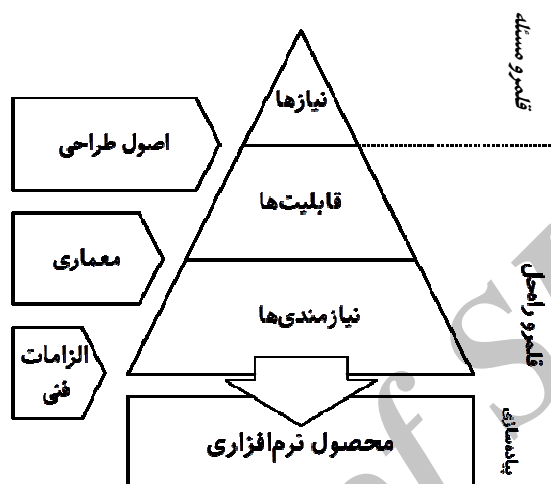 قلمرو مسئله
نیازها
اصول طراحی
قابلیت‌ها
معماری
قلمرو راه‌حل
نیازمندی‌ها
الزامات
فنی
محصول نرم‌افزاری
پیاده‌سازی